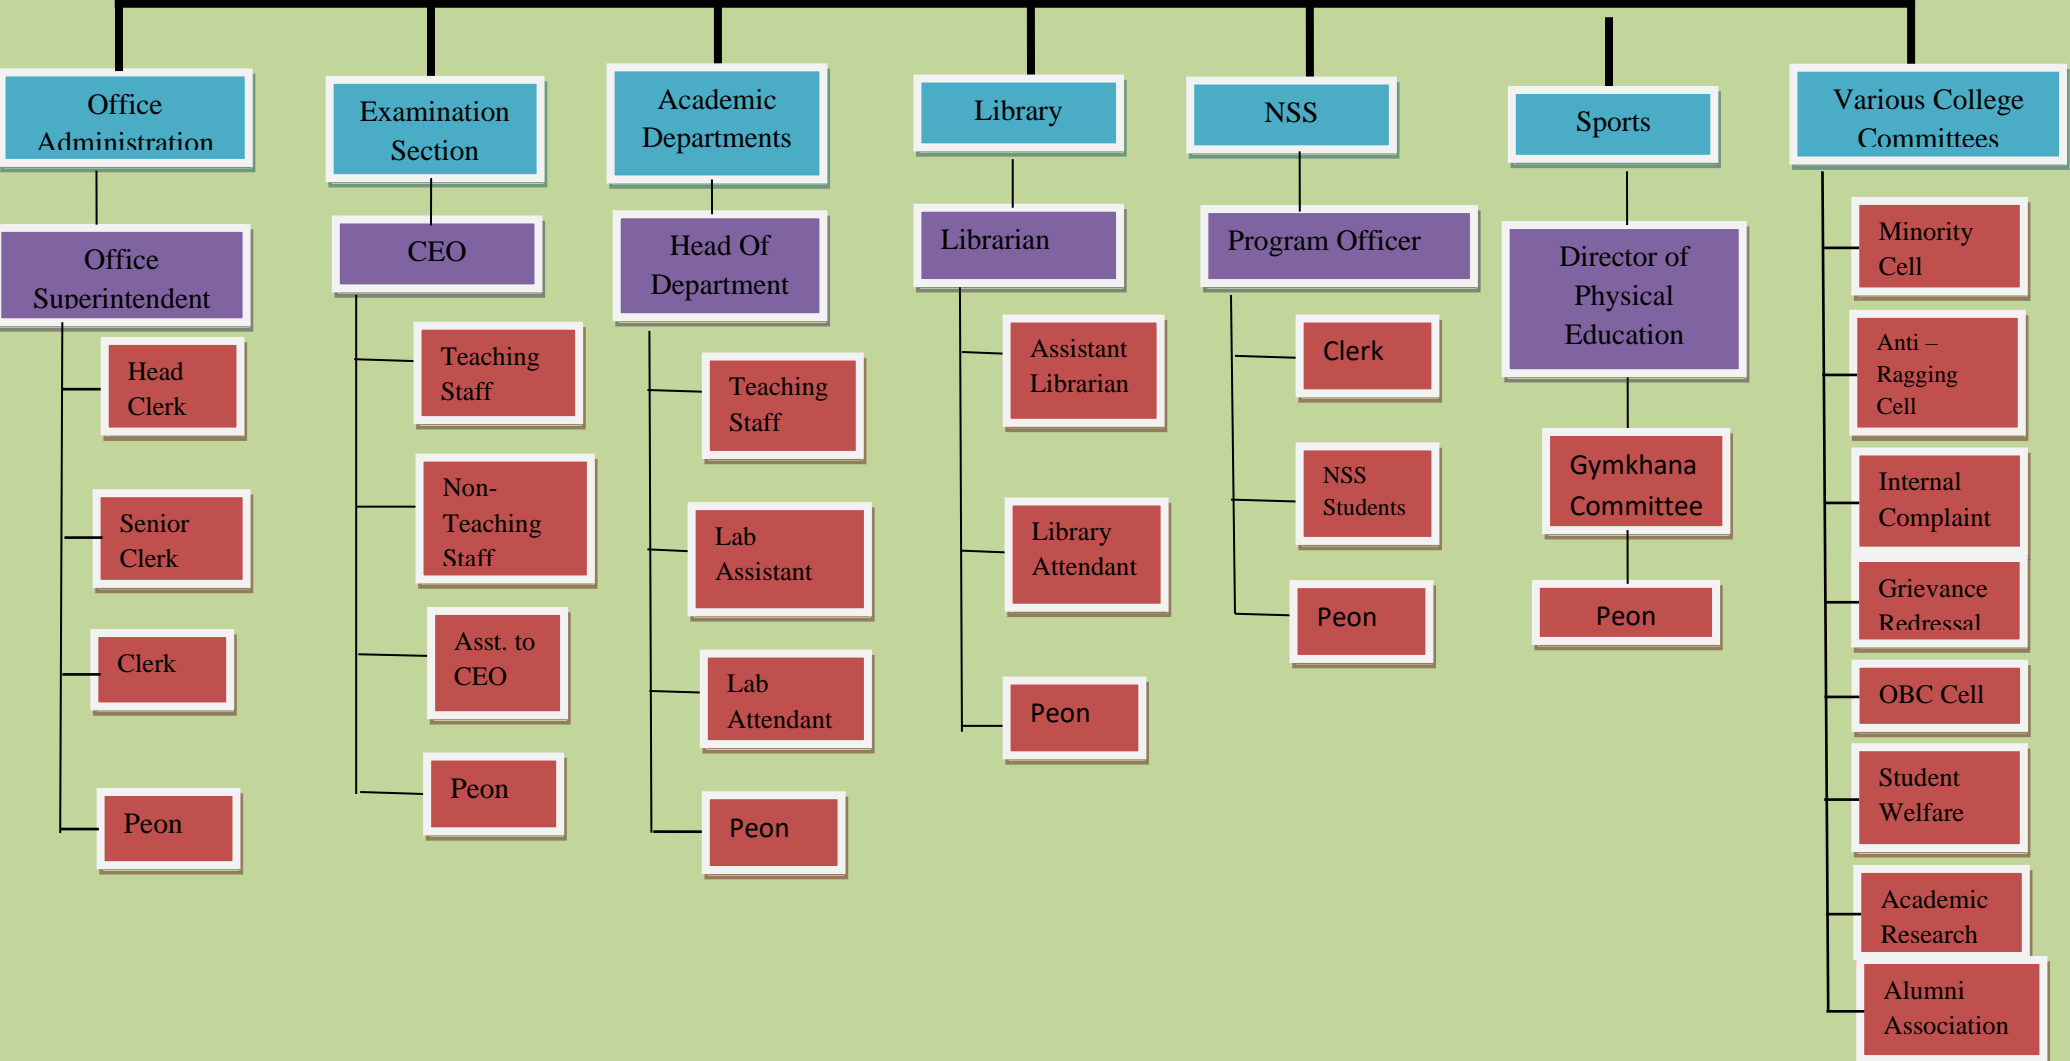 Office
Administration
Office
Superintendent
Head
Clerk
Senior
Clerk
Clerk
Peon
Examination
Section
CEO
Teaching
Staff
Non-
Teaching
Staff
Asst. to
CEO
Peon
Academic
Departments
Head Of
Department
Teaching
Staff
Lab
Assistant
Lab
Attendant
Peon
Library
Librarian
Assistant
Librarian
Library
Attendant
Peon
NSS
Program Officer
Clerk
NSS
Students
Peon
Sports
Director of
Physical
Education
Gymkhana
Committee
Peon
Various College
Committees
Minority
Cell
Anti –
Ragging
Cell
Internal
Complaint
Grievance
Redressal
OBC Cell
Student
Welfare
Academic
Research
Alumni
Association